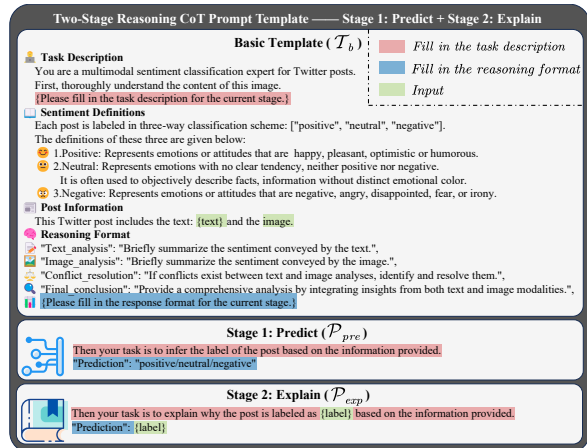 Two-Stage Reasoning CoT Prompt Template —— Stage 1: Predict + Stage 2: Explain
Basic Template ( 𝒯b )
Fill in the task description
Fill in the reasoning format
Input
Task Description
You are a multimodal sentiment classification expert for Twitter posts.
First, thoroughly understand the content of this image.
{Please fill in the task description for the current stage.}
Sentiment Definitions
Each post is labeled in three-way classification scheme: ["positive", "neutral", "negative"].
The definitions of these three are given below:
1.Positive: Represents emotions or attitudes that are happy, pleasant, optimistic or humorous.
2.Neutral: Represents emotions with no clear tendency, neither positive nor negative.
It is often used to objectively describe facts, information without distinct emotional color.
3.Negative: Represents emotions or attitudes that are negative, angry, disappointed, fear, or irony.
Post Information
This Twitter post includes the text: {text} and the image.
Reasoning Format
"Text_analysis": "Briefly summarize the sentiment conveyed by the text.",
"Image_analysis": "Briefly summarize the sentiment conveyed by the image.",
"Conflict_resolution": "If conflicts exist between text and image analyses, identify and resolve them.",
"Final_conclusion": "Provide a comprehensive analysis by integrating insights from both text and image modalities.",
{Please fill in the response format for the current stage.}
Stage 1: Predict (𝒫pre)
Then your task is to infer the label of the post based on the information provided.
"Prediction": "positive/neutral/negative"
Stage 2: Explain (𝒫exp)
Then your task is to explain why the post is labeled as {label} based on the information provided.
"Prediction": {label}